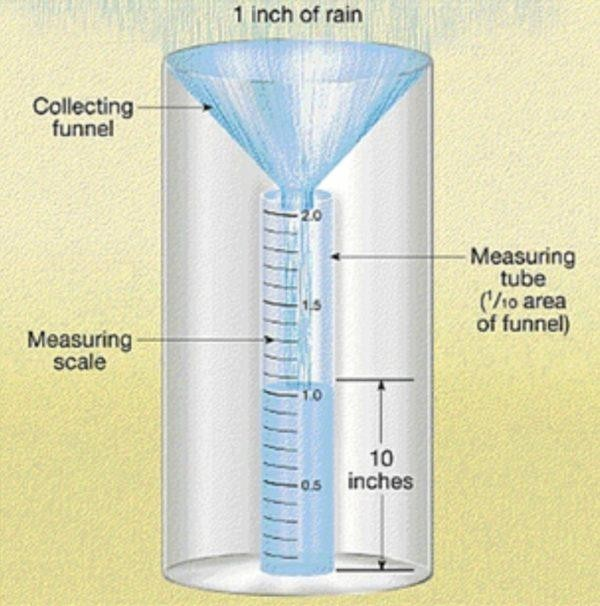 1 inch of rain
Collecting
funnel
2.0
Measuring
tube
(1/10 area
of funnel)
1.5
Measuring
scale
1.0
10
inches
0.5